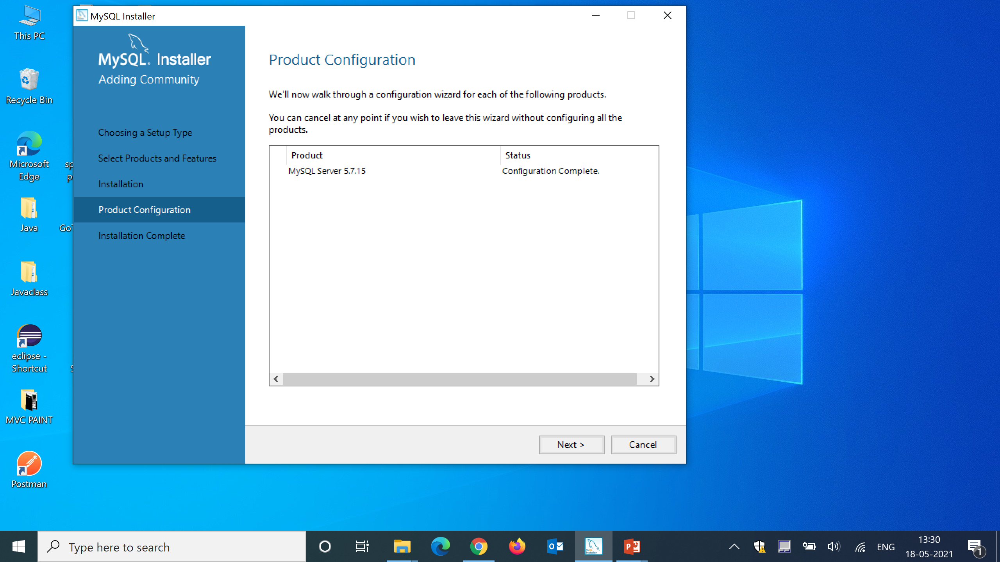 This PC
Recycle Bin
Microsoft
Edge
Java
Javaclass
eclipse -
Shortcut
MVC PAINT
Postman
MySQL Installer
MySQL. Installer
Adding Community
Choosing a Setup Type
Select Products and Features
Installation
Product Configuration
Installation Complete
Product Configuration
We'll now walk through a configuration wizard for each of the following products.
You can cancel at any point if you wish to leave this wizard without configuring all the
products.
Product Status
MySQL Server 5.7.15 Configuration Complete.
Next > Cancel
Type here to search
ENG
13:30
18-05-2021
1